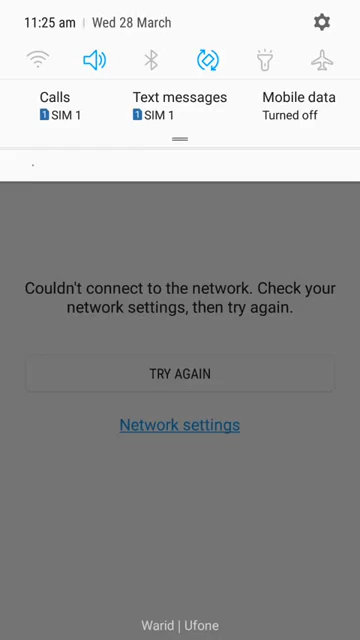 11:25 am | Wed 28 March
Calls Text messages Mobile data
1 SIM 1 1 SIM 1 Turned off
Couldn't connect to the network. Check your
network settings, then try again.
TRY AGAIN
Network settings
Warid | Ufone